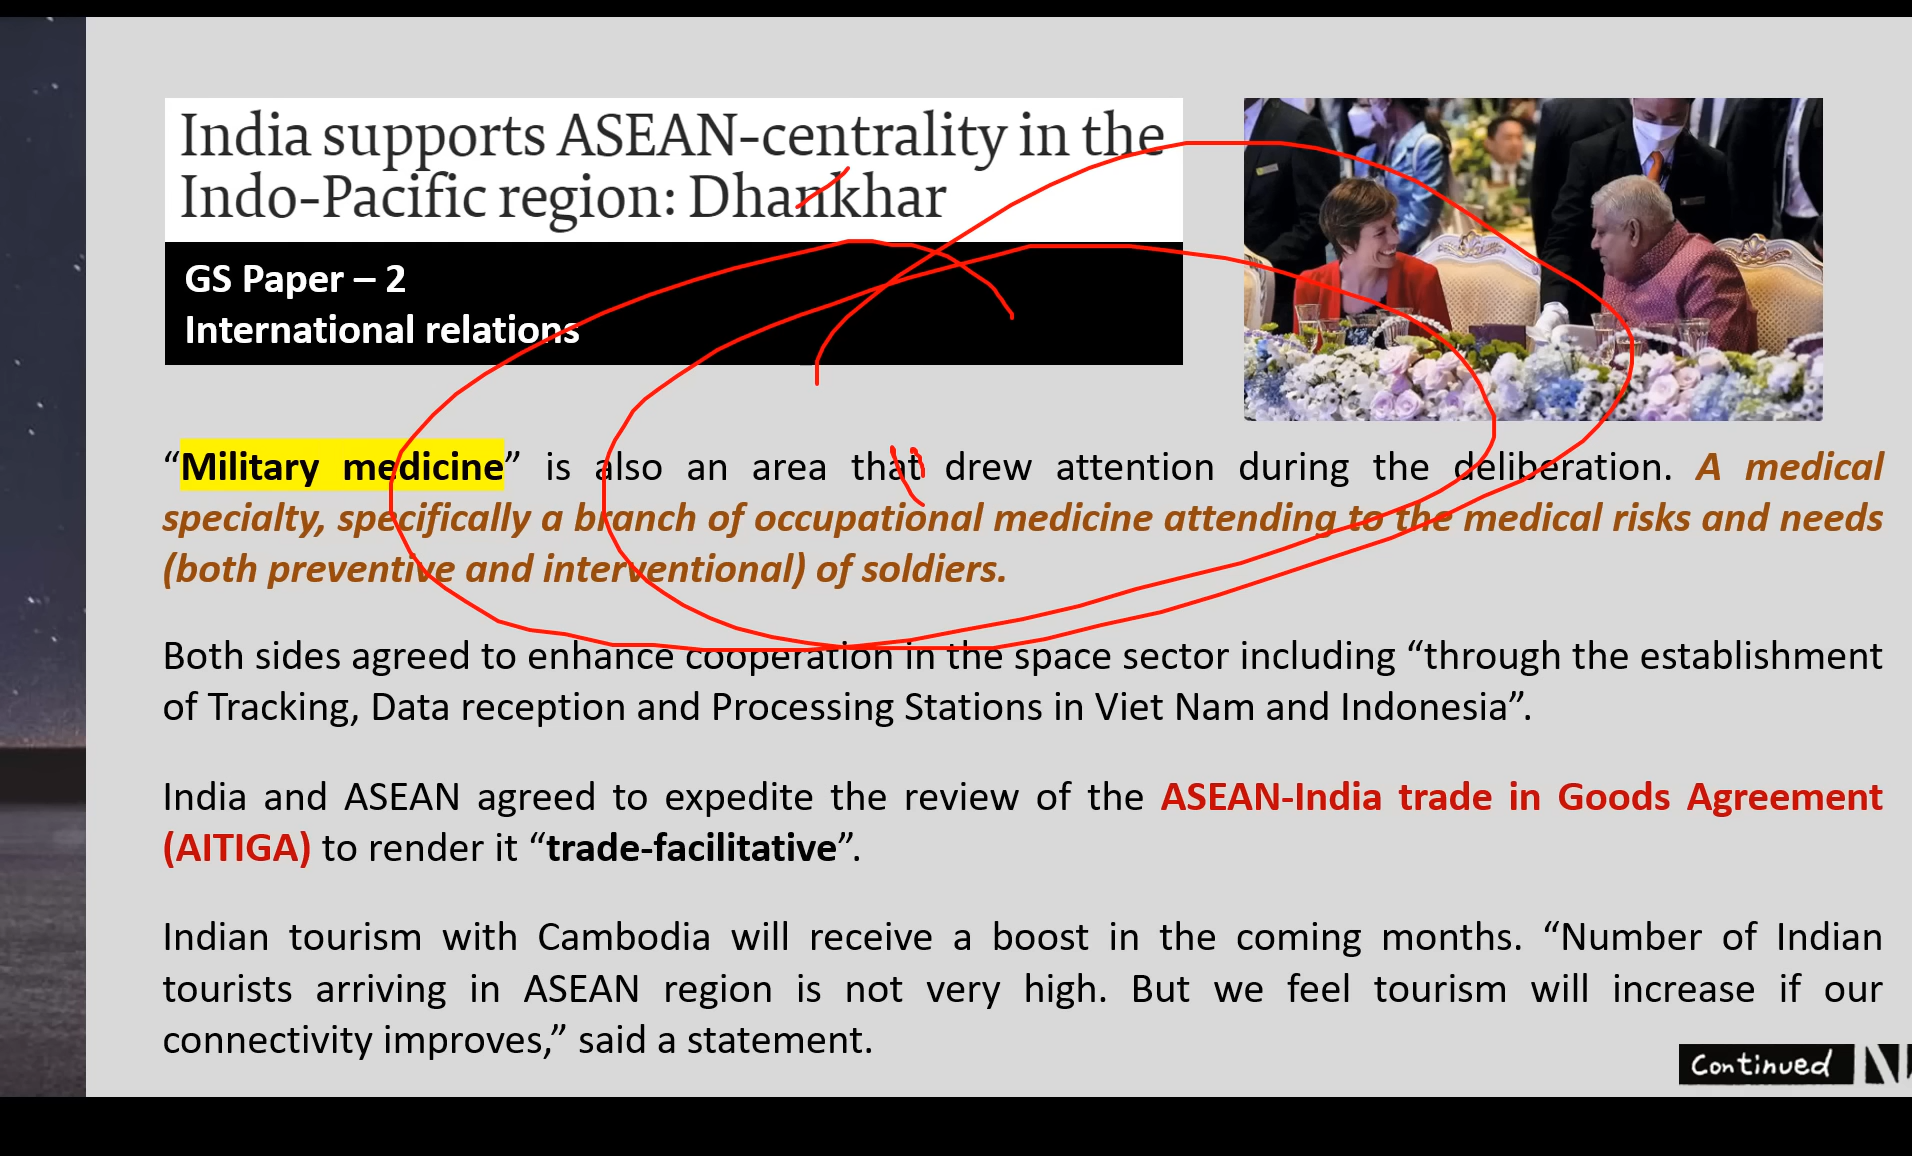 India supports ASEAN-centrality in the
Indo-Pacific region: Dhankhar
GS Paper – 2
International relations
“Military medicine” is also an area that drew attention during the deliberation. A medical
specialty, specifically a branch of occupational medicine attending to the medical risks and needs
(both preventive and interventional) of soldiers.
Both sides agreed to enhance cooperation in the space sector including “through the establishment
of Tracking, Data reception and Processing Stations in Viet Nam and Indonesia”.
India and ASEAN agreed to expedite the review of the ASEAN-India trade in Goods Agreement
(AITIGA) to render it “trade-facilitative”.
Indian tourism with Cambodia will receive a boost in the coming months. “Number of Indian
tourists arriving in ASEAN region is not very high. But we feel tourism will increase if our
connectivity improves,” said a statement.
Continued